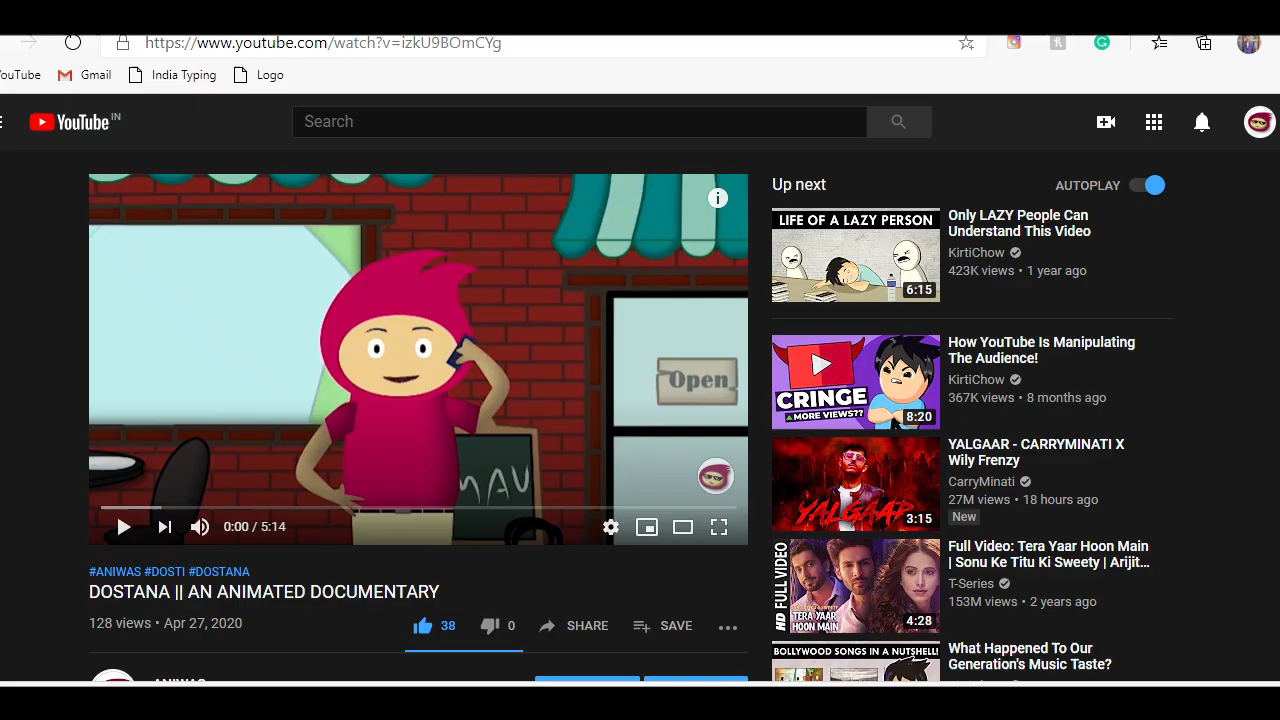 https://www.youtube.com/watch?v=izkU9BOmCYg
ouTube
Gmail
India Typing
Logo
YouTube IN
Search
Open
MAU
0:00 / 5:14
#ANIWAS #DOSTI #DOSTANA
DOSTANA || AN ANIMATED DOCUMENTARY
128 views • Apr 27, 2020
38
0
SHARE
SAVE
Up next
AUTOPLAY
LIFE OF A LAZY PERSON
6:15
Only LAZY People Can
Understand This Video
KirtiChow
423K views • 1 year ago
CRINGE
MORE VIEWS??
8:20
How YouTube Is Manipulating
The Audience!
KirtiChow
367K views • 8 months ago
YALGAAR
3:15
YALGAAR - CARRYMINATI X
Wily Frenzy
CarryMinati
27M views • 18 hours ago
New
HD FULL VIDEO
TERA YAAR
HOON MAIN
4:28
Full Video: Tera Yaar Hoon Main
| Sonu Ke Titu Ki Sweety | Arijit...
T-Series
153M views • 2 years ago
BOLLYWOOD SONGS IN A NUTSHELL!
What Happened To Our
Generation's Music Taste?